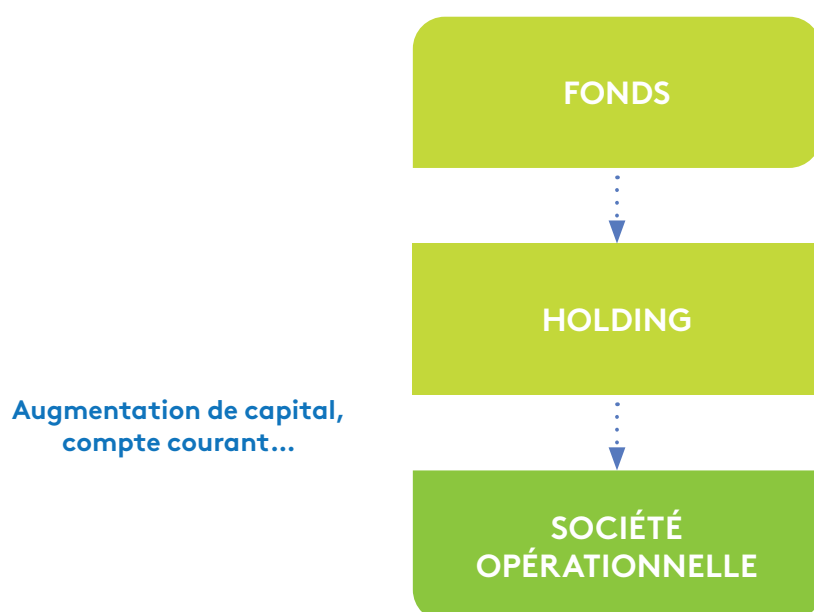 FONDS
HOLDING
Augmentation de capital,
compte courant...
SOCIÉTÉ
OPÉRATIONNELLE